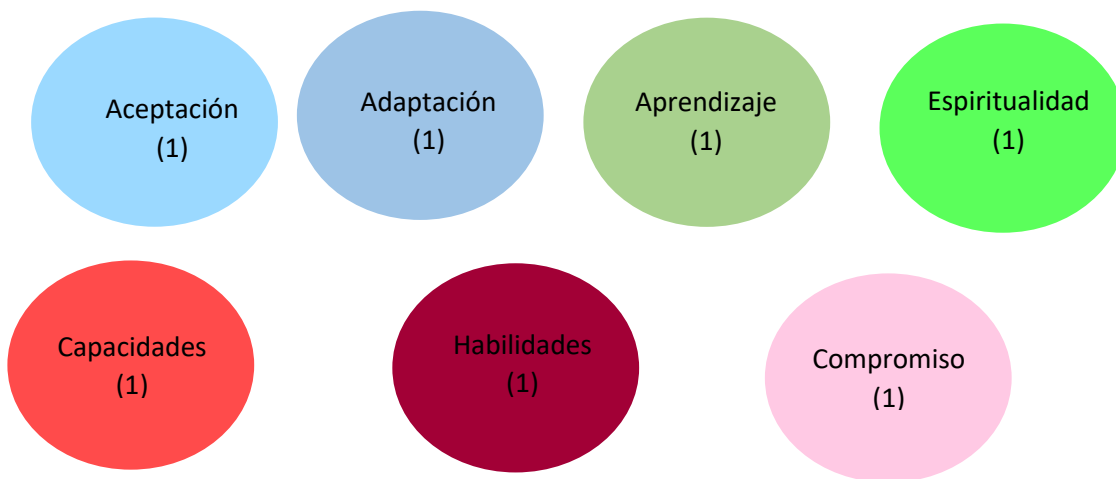 Aceptación
(1)
Adaptación
(1)
Aprendizaje
(1)
Espiritualidad
(1)
Capacidades
(1)
Habilidades
(1)
Compromiso
(1)